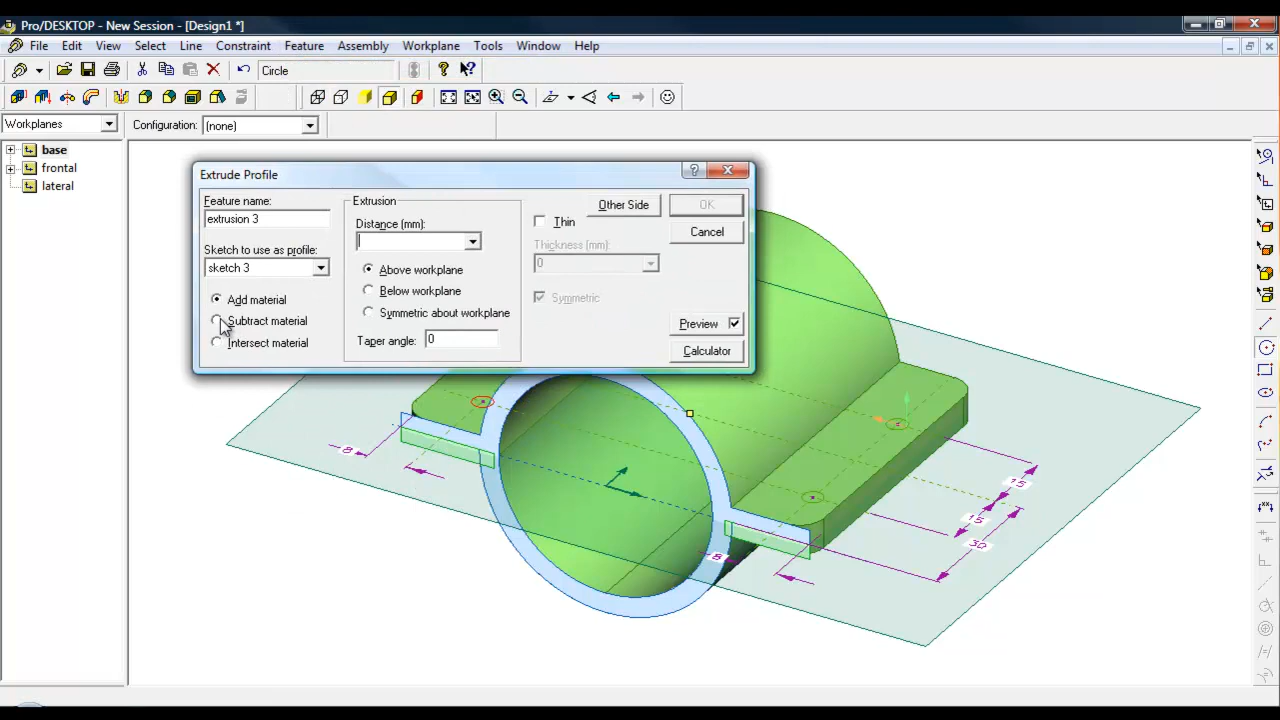 Pro/DESKTOP - New Session - [Design1 *]
File Edit View Select Line Constraint Feature Assembly Workplane Tools Window Help
Circle
Workplanes Configuration: (none)
base
frontal
lateral
Extrude Profile
Feature name:
extrusion 3
Sketch to use as profile:
sketch 3
Add material
Subtract material
Intersect material
Extrusion
Distance (mm):
Above workplane
Below workplane
Symmetric about workplane
Taper angle: 0
Thin
Thickness (mm):
0
Symmetric
Other Side
OK
Cancel
Preview
Calculator
8
8
15
15
30